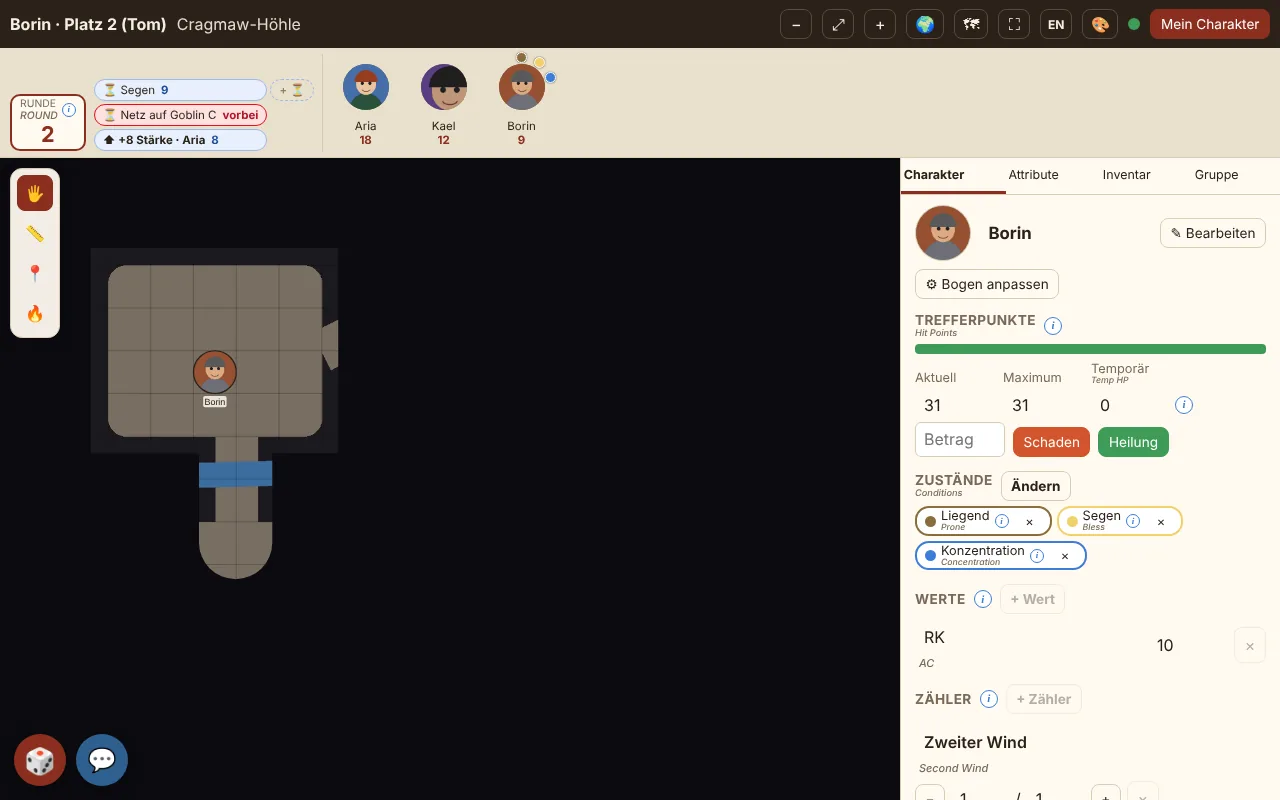 Borin · Platz 2 (Tom) Cragmaw-Höhle
− ⤢ + EN Mein Charakter
RUNDE
ROUND
2
⏳ Segen 9
+ ⏳
⏳ Netz auf Goblin C vorbei
🡅 +8 Stärke · Aria 8
Aria
18
Kael
12
Borin
9
Borin
Charakter Attribute Inventar Gruppe
Borin
✎ Bearbeiten
⚙ Bogen anpassen
TREFFERPUNKTE i
Hit Points
Aktuell Maximum Temporär
Temp HP
31 31 0 i
Betrag Schaden Heilung
ZUSTÄNDE Ändern
Conditions
Liegend i ×
Prone
Segen i ×
Bless
Konzentration i ×
Concentration
WERTE i + Wert
RK 10 ×
AC
ZÄHLER i + Zähler
Zweiter Wind
Second Wind
− 1 / 1 + ×